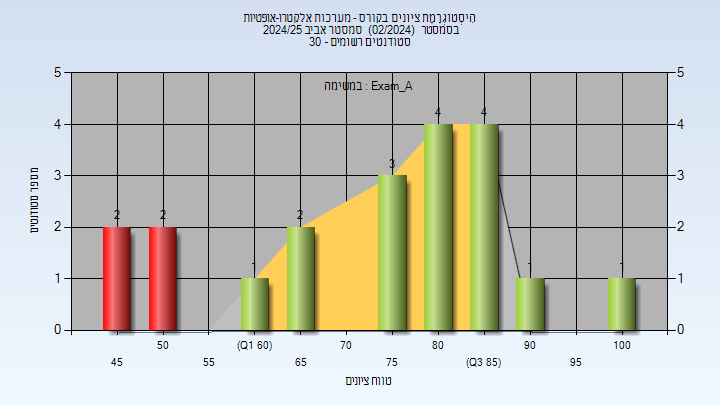 הִיסְטוֹגְרָמַת ציונים בקורס - מערכות אלקטרו-אופטיות
בסמסטר (02/2024) סמסטר אביב 2024/25
סטודנטים רשומים - 30
במשימה : Exam_A
מספר סטודנטים
5 5
4 4
3 3
2 2
1 1
0 0
2 2 1 2 3 4 4 1 1
50 (Q1 60) 70 80 90 100
45 55 65 75 (Q3 85) 95
טווח ציונים